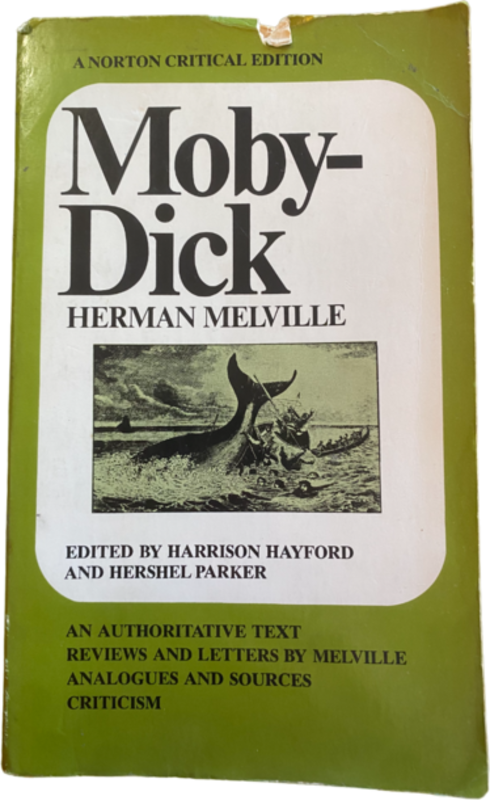 A NORTON CRITICAL EDITION
Moby-
Dick
HERMAN MELVILLE
EDITED BY HARRISON HAYFORD
AND HERSHEL PARKER
AN AUTHORITATIVE TEXT
REVIEWS AND LETTERS BY MELVILLE
ANALOGUES AND SOURCES
CRITICISM